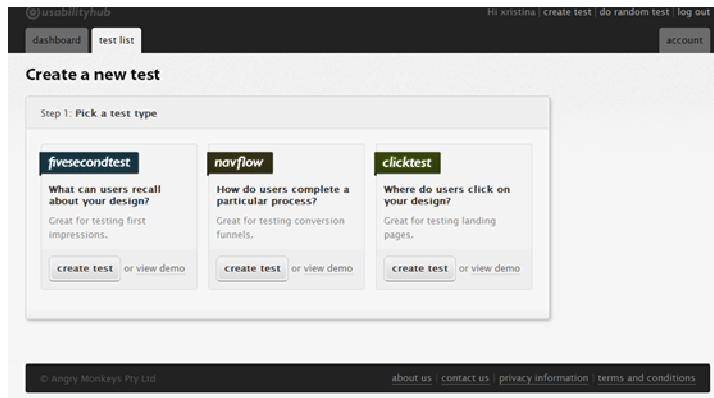 usabilityhub
Hi xristina | create test | do random test | log out
dashboard
test list
account
Create a new test
Step 1: Pick a test type
fivesecondtest
What can users recall
about your design?
Great for testing first
impressions.
create test or view demo
navflow
How do users complete a
particular process?
Great for testing conversion
funnels.
create test or view demo
clicktest
Where do users click on
your design?
Great for testing landing
pages.
create test or view demo
© Angry Monkeys Pty Ltd
about us | contact us | privacy information | terms and conditions